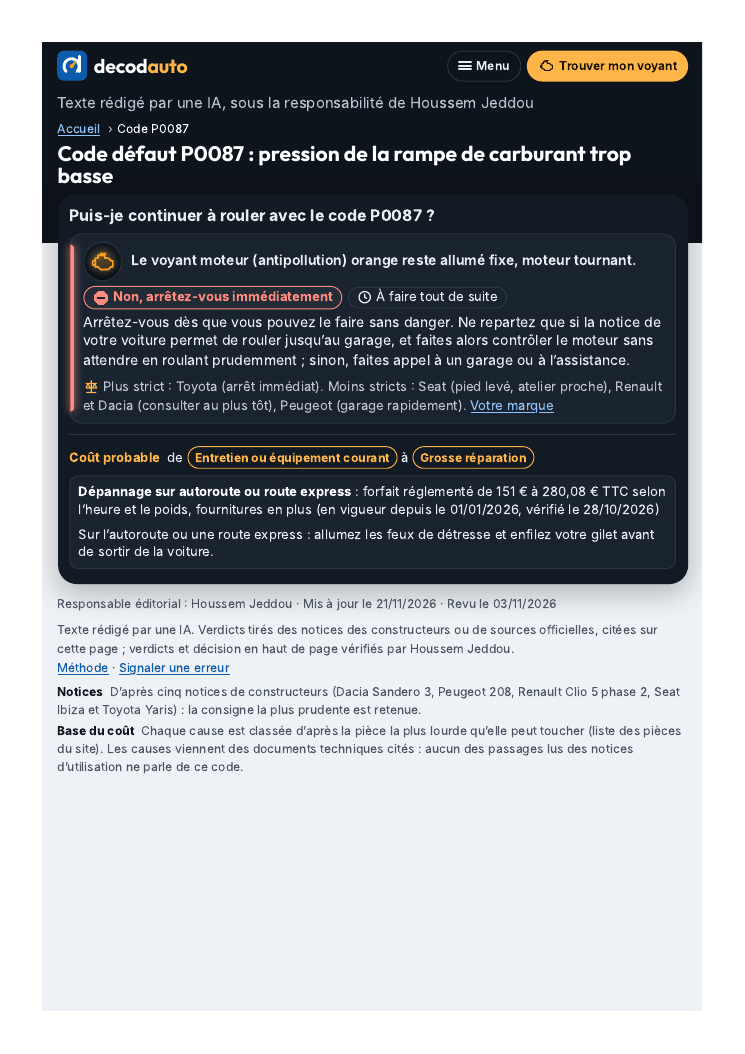 decodauto
Menu
Trouver mon voyant
Texte rédigé par une IA, sous la responsabilité de Houssem Jeddou
Accueil › Code P0087
Code défaut P0087 : pression de la rampe de carburant trop
basse
Puis-je continuer à rouler avec le code P0087 ?
Le voyant moteur (antipollution) orange reste allumé fixe, moteur tournant.
Non, arrêtez-vous immédiatement
À faire tout de suite
Arrêtez-vous dès que vous pouvez le faire sans danger. Ne repartez que si la notice de
votre voiture permet de rouler jusqu’au garage, et faites alors contrôler le moteur sans
attendre en roulant prudemment ; sinon, faites appel à un garage ou à l’assistance.
Plus strict : Toyota (arrêt immédiat). Moins stricts : Seat (pied levé, atelier proche), Renault
et Dacia (consulter au plus tôt), Peugeot (garage rapidement). Votre marque
Coût probable de Entretien ou équipement courant à Grosse réparation
Dépannage sur autoroute ou route express : forfait réglementé de 151 € à 280,08 € TTC selon
l’heure et le poids, fournitures en plus (en vigueur depuis le 01/01/2026, vérifié le 28/10/2026)
Sur l’autoroute ou une route express : allumez les feux de détresse et enfilez votre gilet avant
de sortir de la voiture.
Responsable éditorial : Houssem Jeddou · Mis à jour le 21/11/2026 · Revu le 03/11/2026
Texte rédigé par une IA. Verdicts tirés des notices des constructeurs ou de sources officielles, citées sur
cette page ; verdicts et décision en haut de page vérifiés par Houssem Jeddou.
Méthode · Signaler une erreur
Notices D’après cinq notices de constructeurs (Dacia Sandero 3, Peugeot 208, Renault Clio 5 phase 2, Seat
Ibiza et Toyota Yaris) : la consigne la plus prudente est retenue.
Base du coût Chaque cause est classée d’après la pièce la plus lourde qu’elle peut toucher (liste des pièces
du site). Les causes viennent des documents techniques cités : aucun des passages lus des notices
d’utilisation ne parle de ce code.